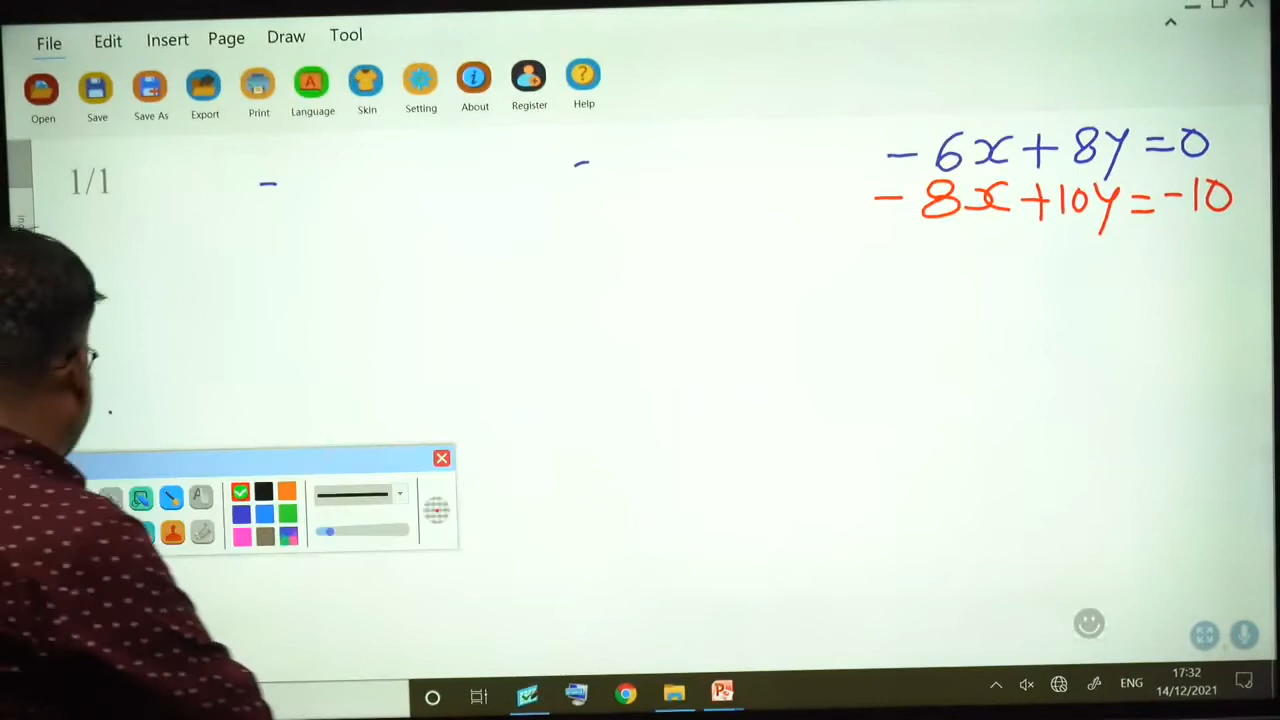 File Edit Insert Page Draw Tool
Open Save Save As Export Print Language Skin Setting About Register Help
1/1
- 6x + 8y = 0
- 8x + 10y = -10
ENG
17:32
14/12/2021